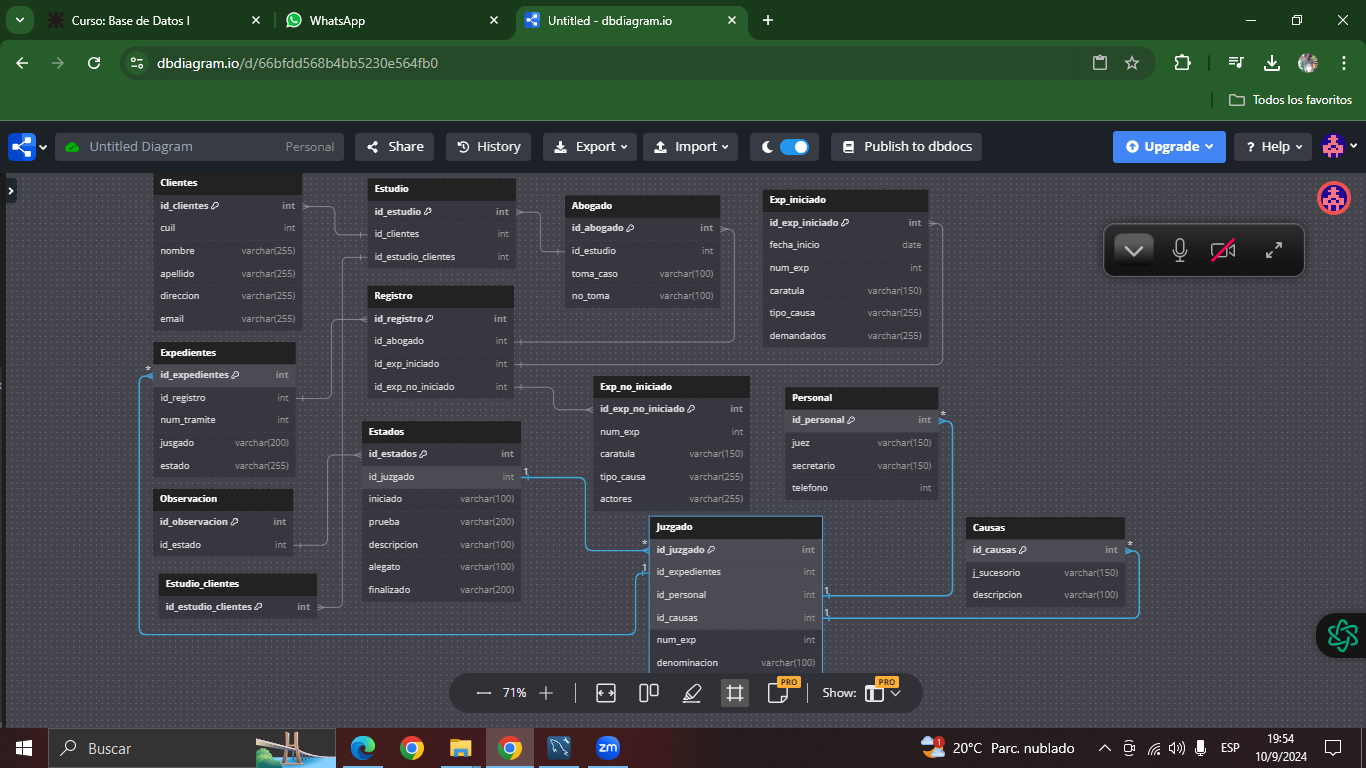 Curso: Base de Datos I
WhatsApp
Untitled - dbdiagram.io
dbdiagram.io/d/66bfdd568b4bb5230e564fb0
Todos los favoritos
Untitled Diagram Personal
Share
History
Export
Import
Publish to dbdocs
Upgrade
? Help
Clientes
id_clientes int
cuil int
nombre varchar(255)
apellido varchar(255)
direccion varchar(255)
email varchar(255)
Estudio
id_estudio int
id_clientes int
id_estudio_clientes int
Abogado
id_abogado int
id_estudio int
toma_caso varchar(100)
no_toma varchar(100)
Exp_iniciado
id_exp_iniciado int
fecha_inicio date
num_exp int
caratula varchar(150)
tipo_causa varchar(255)
demandados varchar(255)
Registro
id_registro int
id_abogado int
id_exp_iniciado int
id_exp_no_iniciado int
Expedientes
* id_expedientes int
id_registro int
num_tramite int
jusgado varchar(200)
estado varchar(255)
Exp_no_iniciado
id_exp_no_iniciado int
num_exp int
caratula varchar(150)
tipo_causa varchar(255)
actores varchar(255)
Personal
id_personal int *
juez varchar(150)
secretario varchar(150)
telefono int
Estados
id_estados int
id_juzgado int 1
iniciado varchar(100)
prueba varchar(200)
descripcion varchar(100)
alegato varchar(100)
finalizado varchar(200)
Observacion
id_observacion int
id_estado int
Estudio_clientes
id_estudio_clientes int
Juzgado
* id_juzgado int
1 id_expedientes int
id_personal int 1
id_causas int 1
num_exp int
denominacion varchar(100)
Causas
id_causas int *
j_sucesorio varchar(150)
descripcion varchar(100)
71%
PRO
Show:
PRO
Buscar
zm
1
20°C Parc. nublado
ESP
19:54
10/9/2024